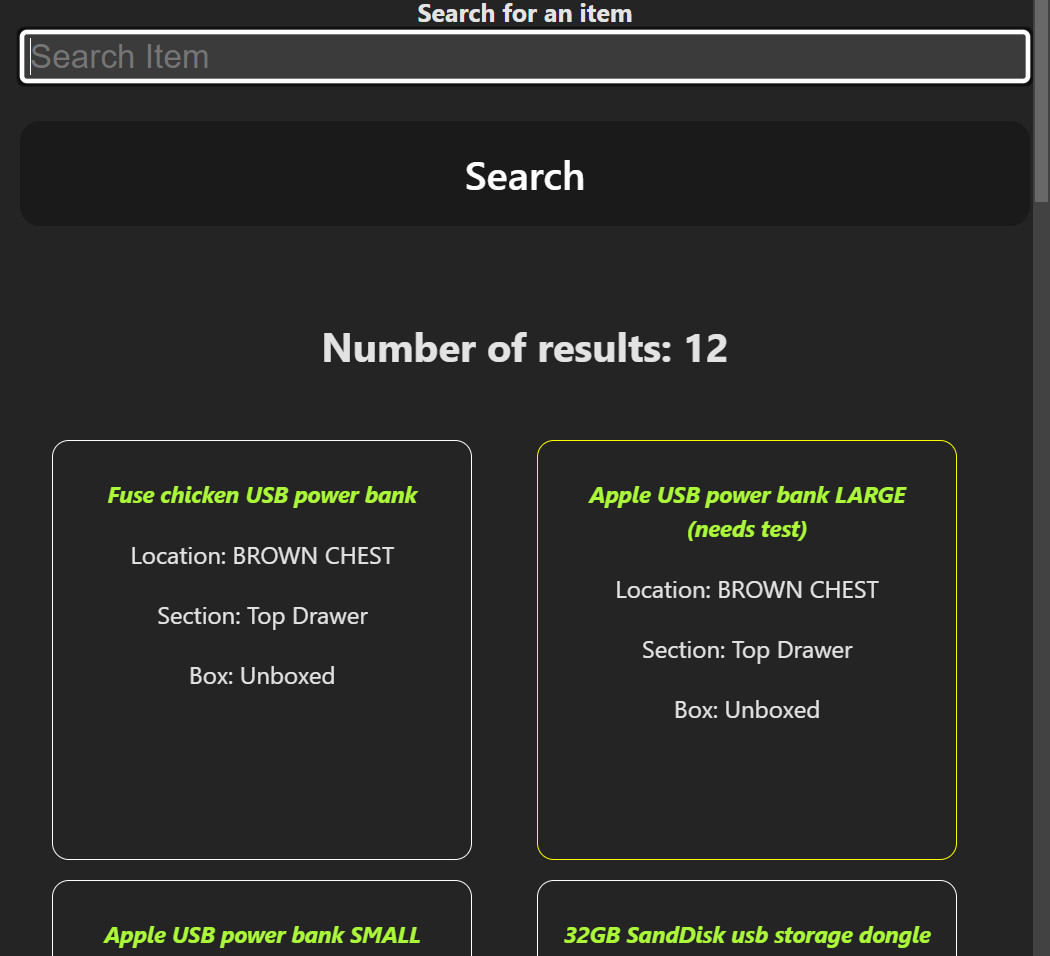 Search for an item
Search Item
Search
Number of results: 12
Fuse chicken USB power bank
Location: BROWN CHEST
Section: Top Drawer
Box: Unboxed
Apple USB power bank LARGE
(needs test)
Location: BROWN CHEST
Section: Top Drawer
Box: Unboxed
Apple USB power bank SMALL
32GB SandDisk usb storage dongle